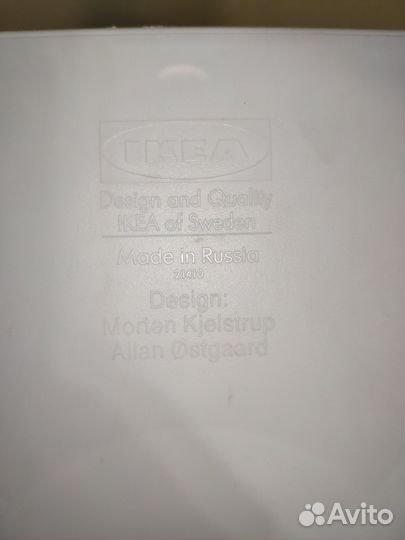 IKEA
Design and Quality
IKEA of Sweden
Made in Russia
21410
Design:
Morten Kjelstrup
Allan Østgaard
Avito